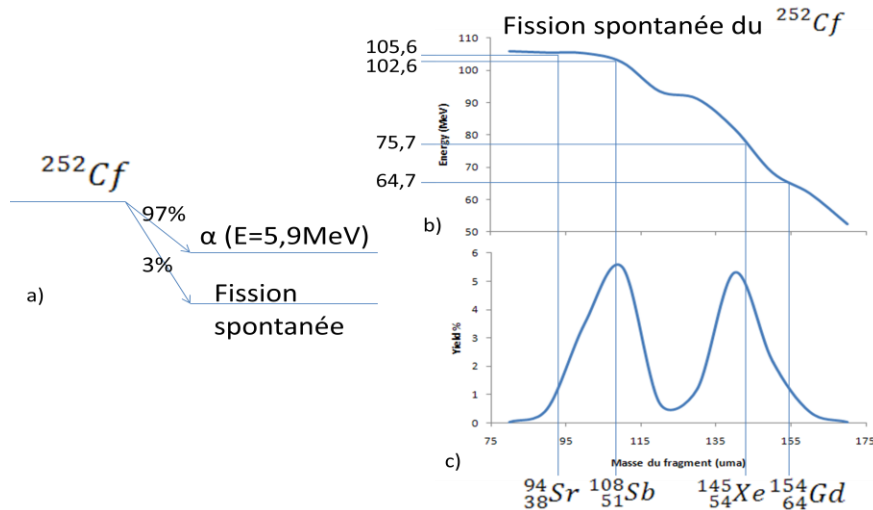 Fission spontanée du ²⁵²Cf
²⁵²Cf
97%
α (E=5,9MeV)
3%
Fission
spontanée
a)
105,6
102,6
75,7
64,7
b)
Energy (MeV)
110
100
90
80
70
60
50
c)
Yield %
6
5
4
3
2
1
0
75 95 115 135 155 175
Masse du fragment (uma)
⁹⁴₃₈Sr ¹⁰⁸₅₁Sb ¹⁴⁵₅₄Xe ¹⁵⁴₆₄Gd